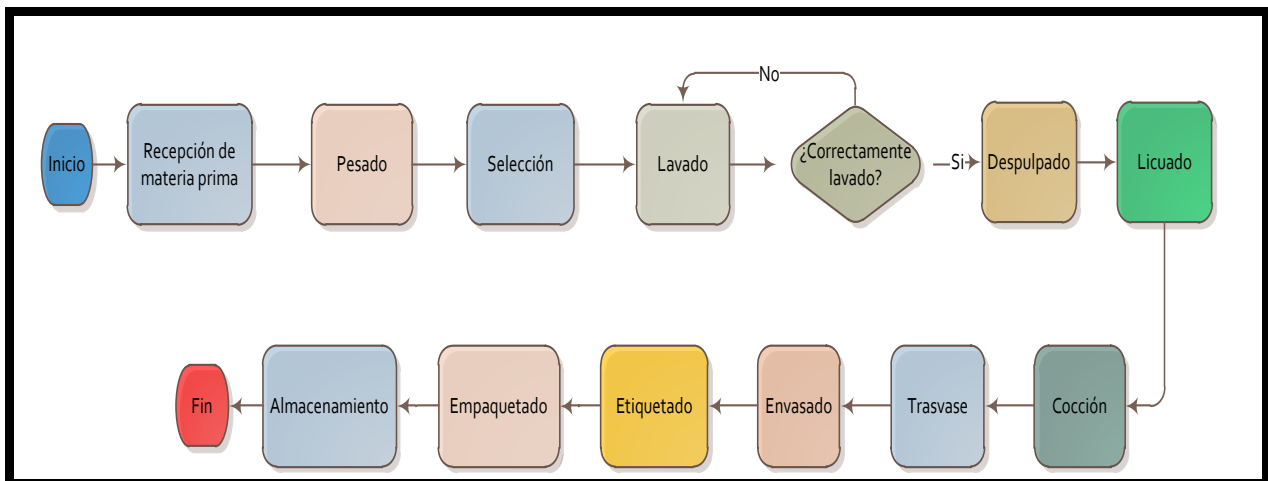 No
Inicio
Recepción de
materia prima
Pesado
Selección
Lavado
¿Correctamente
lavado?
Si
Despulpado
Licuado
Fin
Almacenamiento
Empaquetado
Etiquetado
Envasado
Trasvase
Cocción